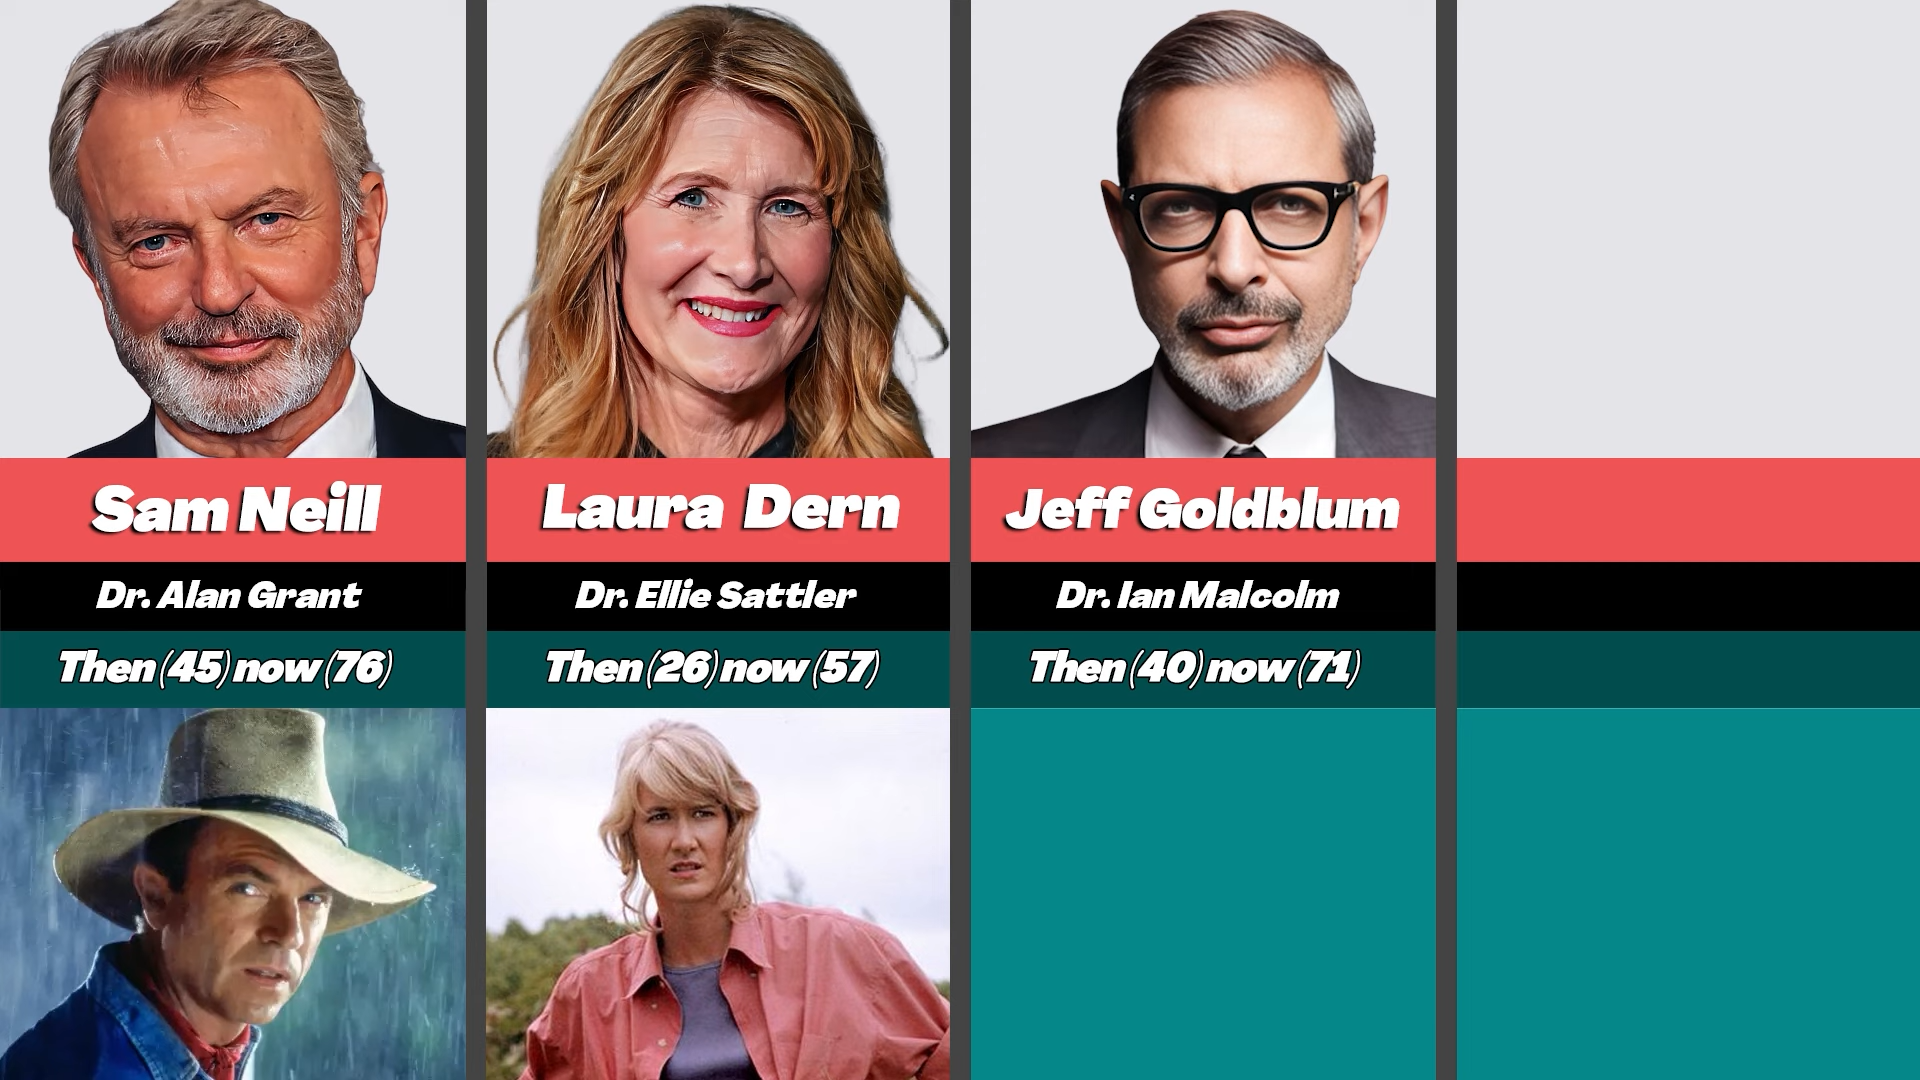 Sam Neill
Dr. Alan Grant
Then (45) now (76)
Laura Dern
Dr. Ellie Sattler
Then (26) now (57)
Jeff Goldblum
Dr. Ian Malcolm
Then (40) now (71)